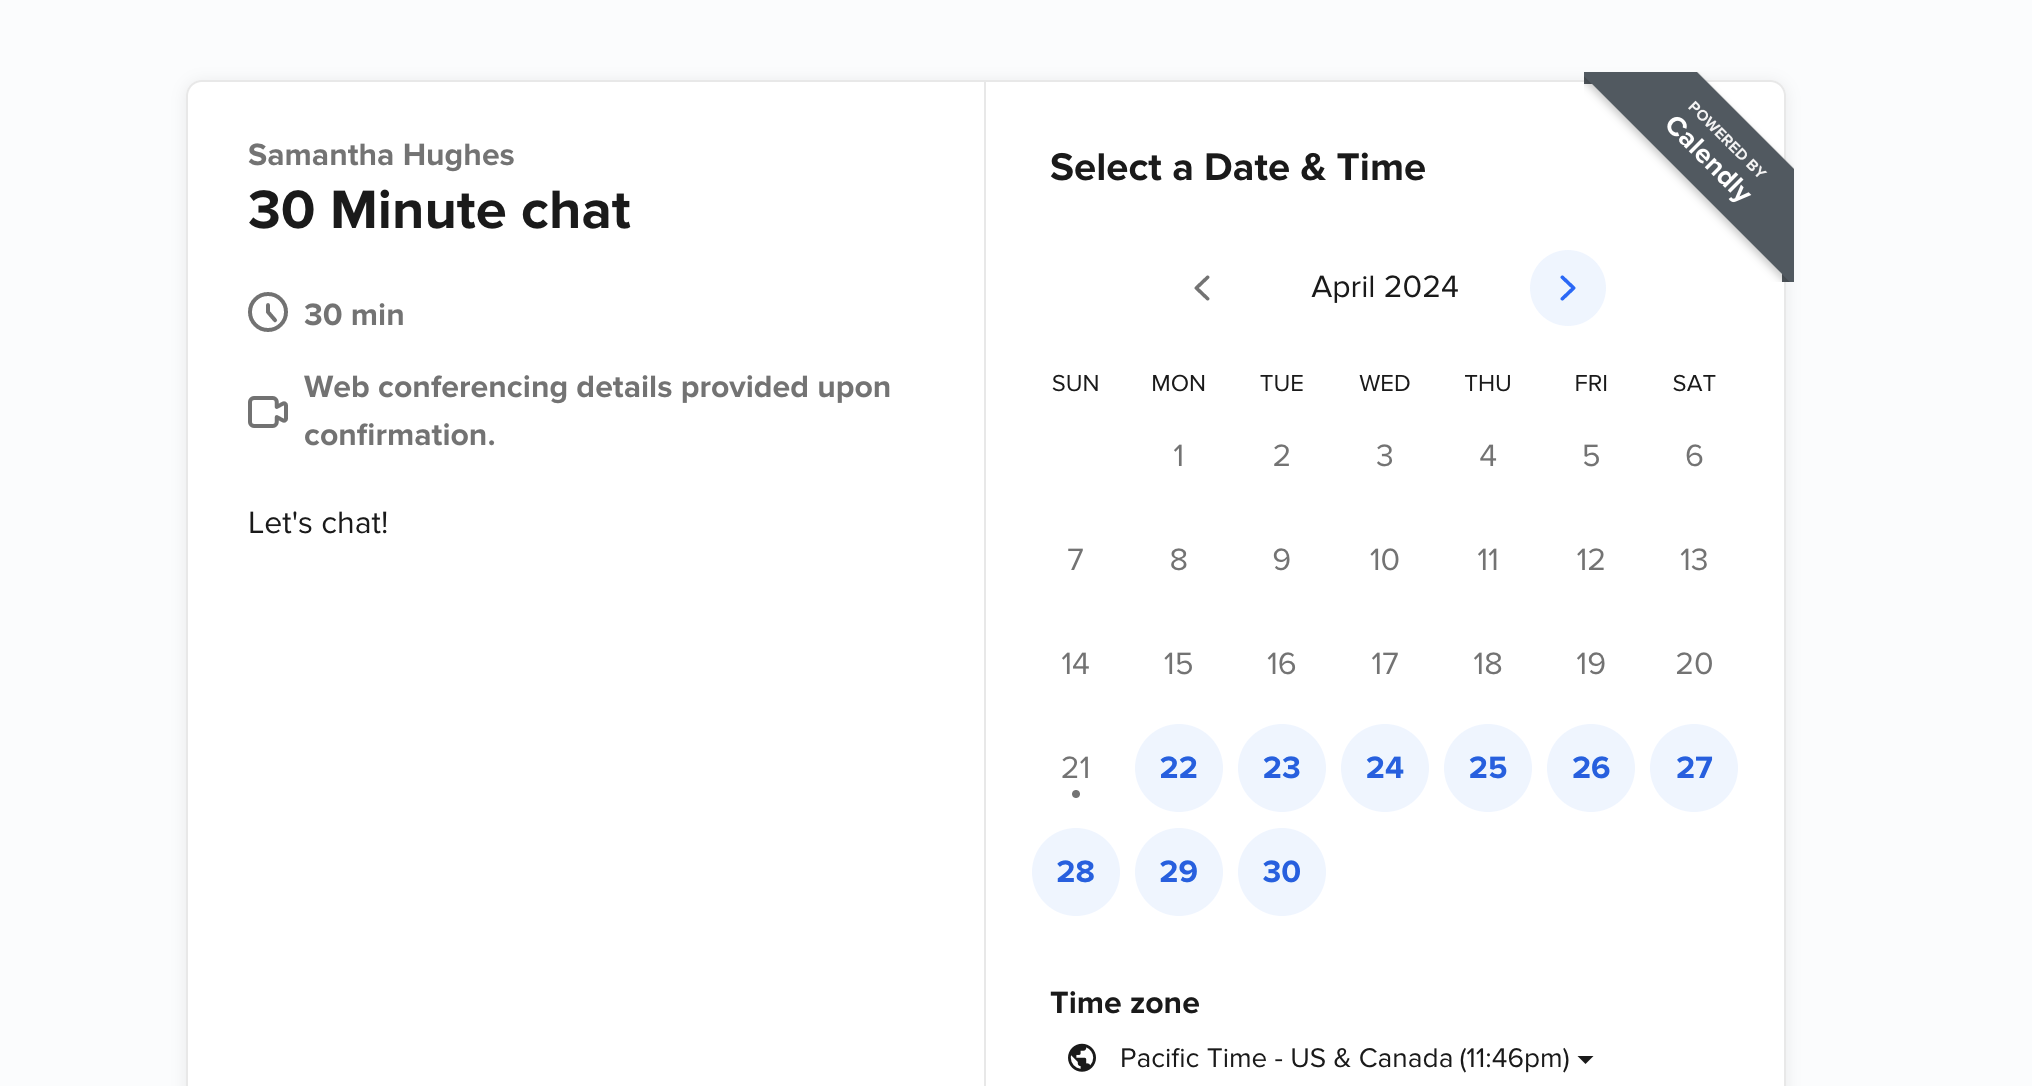 Samantha Hughes
30 Minute chat
30 min
Web conferencing details provided upon
confirmation.
Let's chat!
POWERED BY
Calendly
Select a Date & Time
April 2024
SUN MON TUE WED THU FRI SAT
1 2 3 4 5 6
7 8 9 10 11 12 13
14 15 16 17 18 19 20
21 22 23 24 25 26 27
28 29 30
Time zone
Pacific Time - US & Canada (11:46pm)